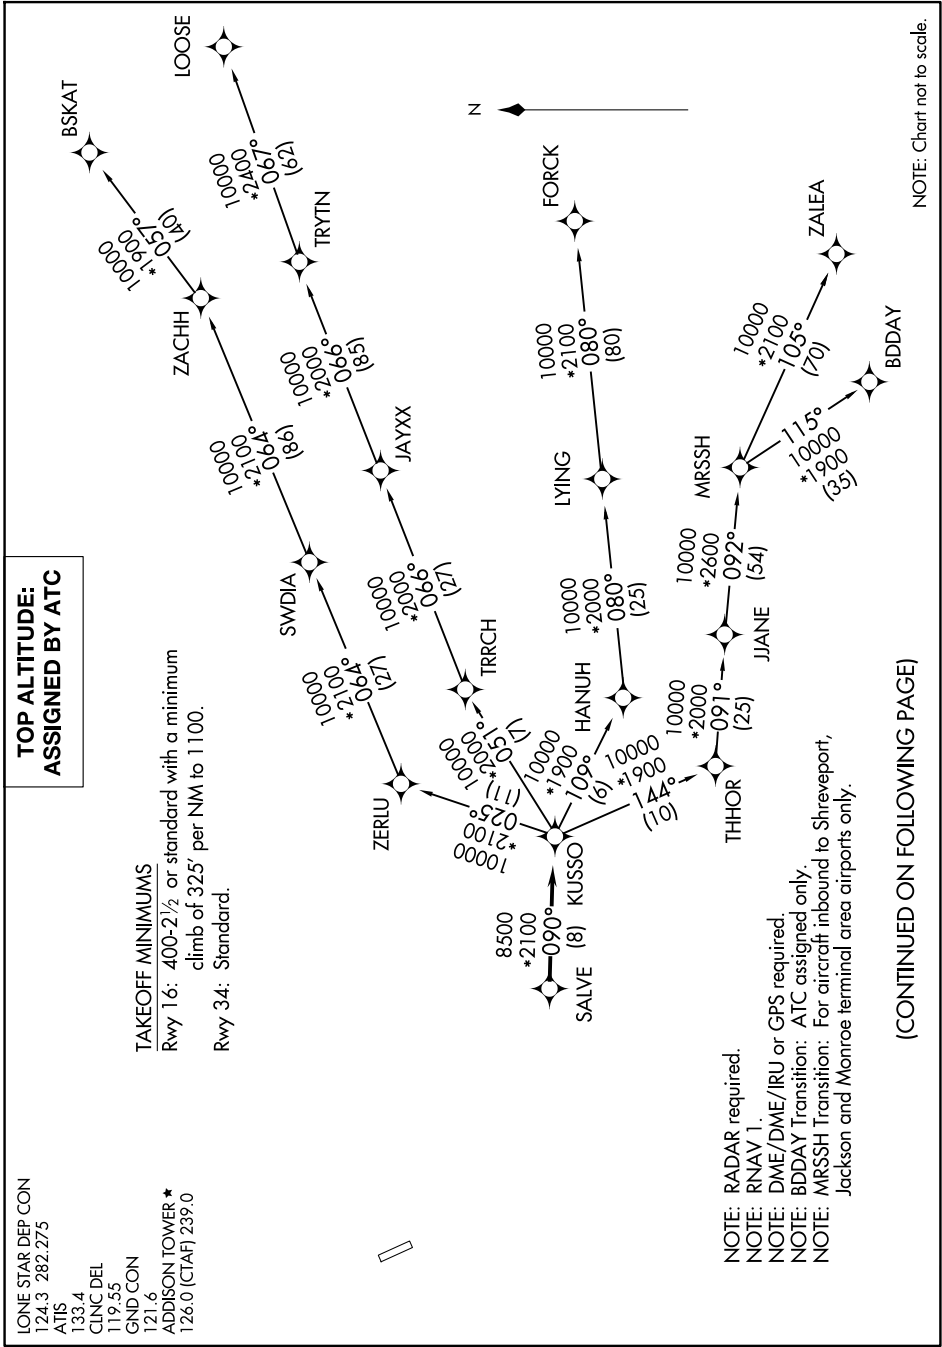 LONE STAR DEP CON
124.3 282.275
ATIS
133.4
CLNC DEL
119.55
GND CON
121.6
ADDISON TOWER ★
126.0 (CTAF) 239.0
TOP ALTITUDE:
ASSIGNED BY ATC
TAKEOFF MINIMUMS
Rwy 16: 400-2½ or standard with a minimum
climb of 325' per NM to 1100.
Rwy 34: Standard.
BSKAT
10000
*1900
057°
(40)
ZACHH
10000
*2100
064°
(86)
SWDIA
10000
*2100
064°
(27)
ZERLU
10000
*2100
025°
(11)
LOOSE
10000
*2400
067°
(62)
TRYTN
10000
*2000
066°
(85)
JAYXX
10000
*2000
066°
(27)
TRRCH
10000
*2000
051°
(7)
N
FORCK
10000
*2100
080°
(80)
LYING
10000
*2000
080°
(25)
HANUH
10000
*1900
109°
(6)
SALVE
8500
*2100
090°
(8)
KUSSO
10000
*1900
144°
(10)
THHOR
10000
*2000
091°
(25)
JJANE
10000
*2600
092°
(54)
MRSSH
10000
*2100
105°
(70)
ZALEA
115°
10000
*1900
(35)
BDDAY
NOTE: RADAR required.
NOTE: RNAV 1.
NOTE: DME/DME/IRU or GPS required.
NOTE: BDDAY Transition: ATC assigned only.
NOTE: MRSSH Transition: For aircraft inbound to Shreveport,
Jackson and Monroe terminal area airports only.
(CONTINUED ON FOLLOWING PAGE)
NOTE: Chart not to scale.